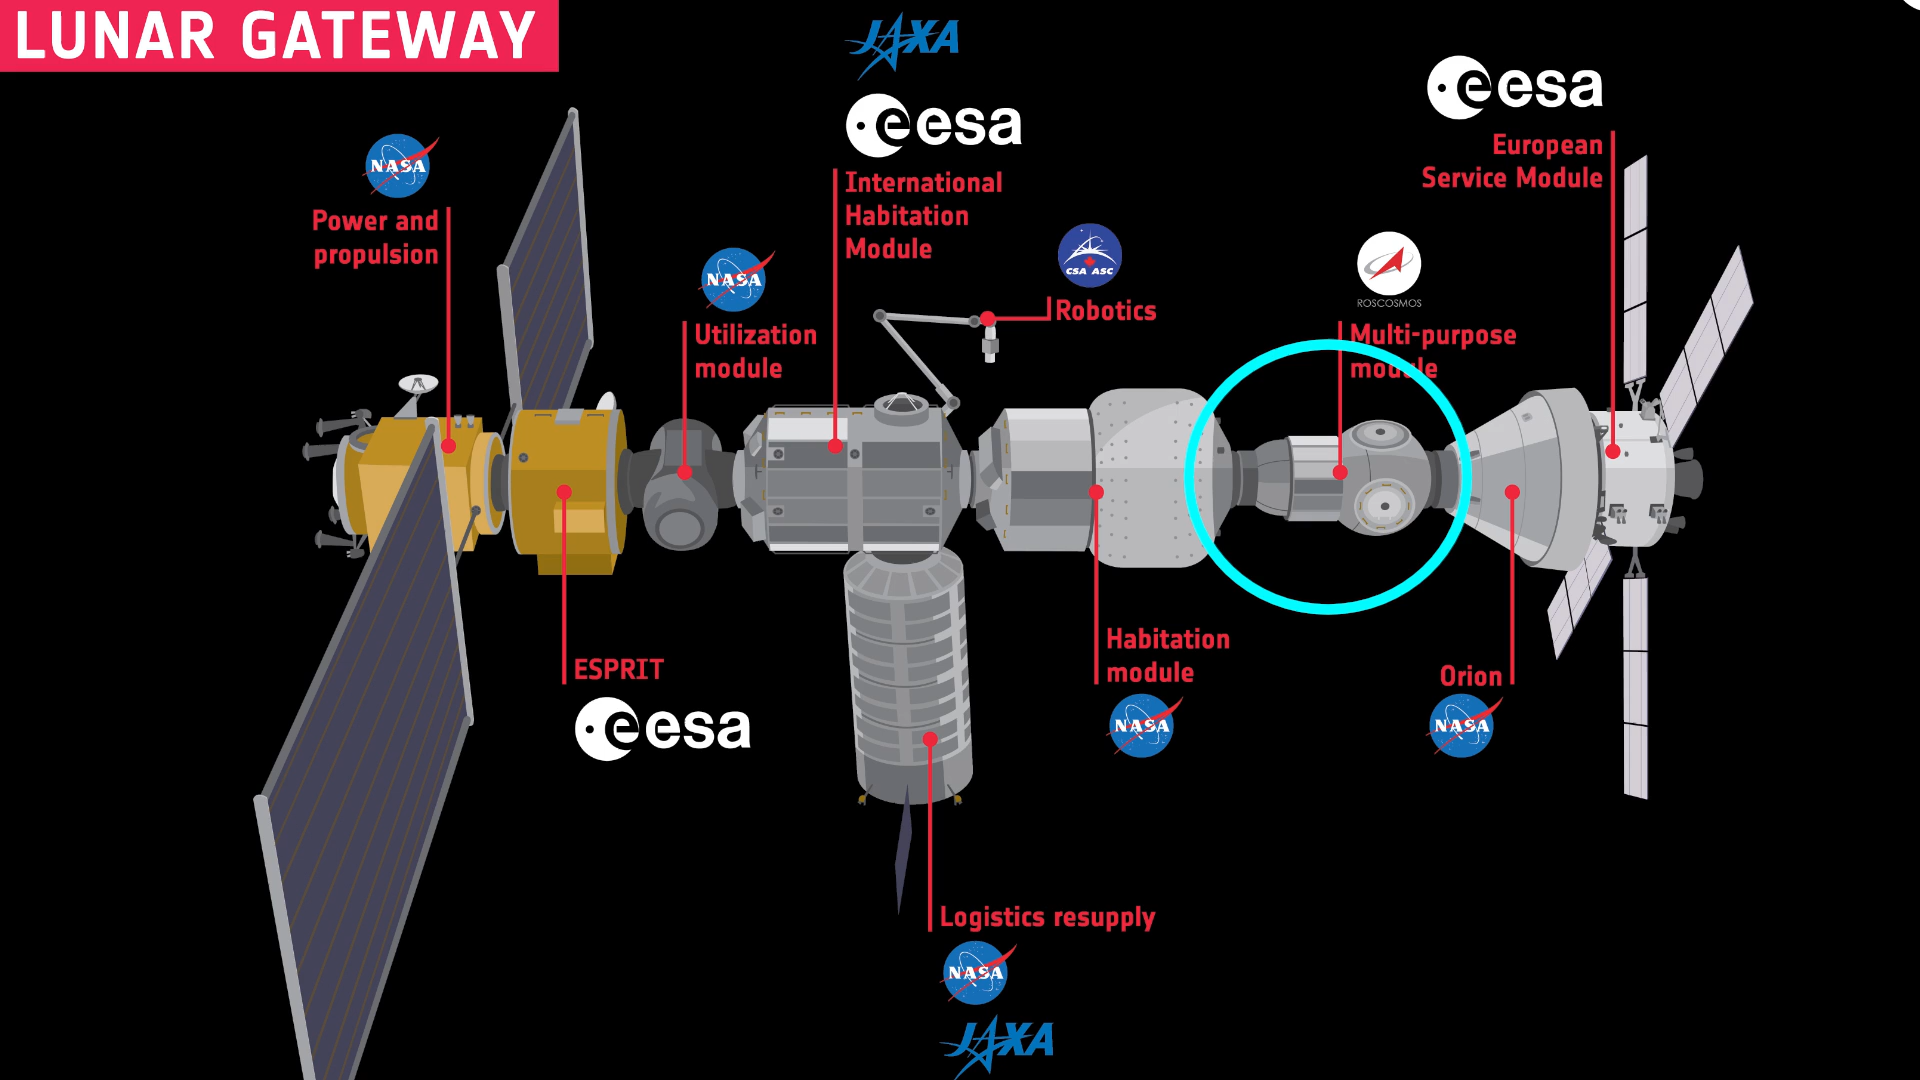 LUNAR GATEWAY
JAXA
esa
International
Habitation
Module
esa
European
Service Module
NASA
Power and
propulsion
NASA
Utilization
module
CSA ASC
Robotics
ROSCOSMOS
Multi-purpose
module
ESPRIT
esa
Habitation
module
NASA
Orion
NASA
Logistics resupply
NASA
JAXA